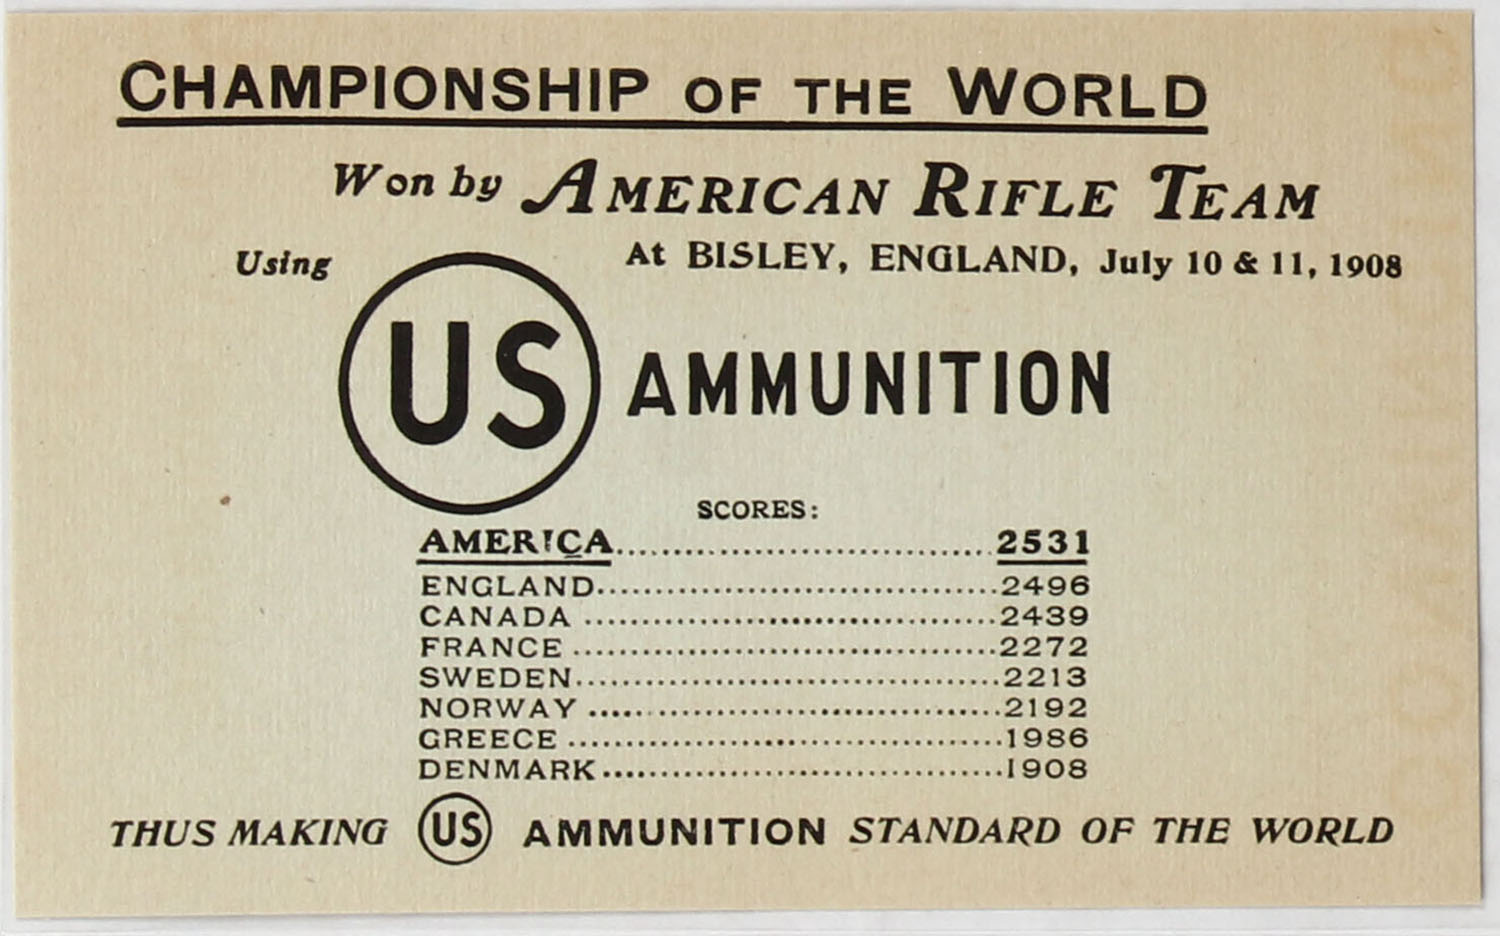 CHAMPIONSHIP OF THE WORLD
Won by AMERICAN RIFLE TEAM
Using At BISLEY, ENGLAND, July 10 & 11, 1908
US AMMUNITION
SCORES:
AMERICA....................................2531
ENGLAND....................................2496
CANADA ....................................2439
FRANCE ....................................2272
SWEDEN....................................2213
NORWAY ....................................2192
GREECE ....................................1986
DENMARK....................................1908
THUS MAKING US AMMUNITION STANDARD OF THE WORLD